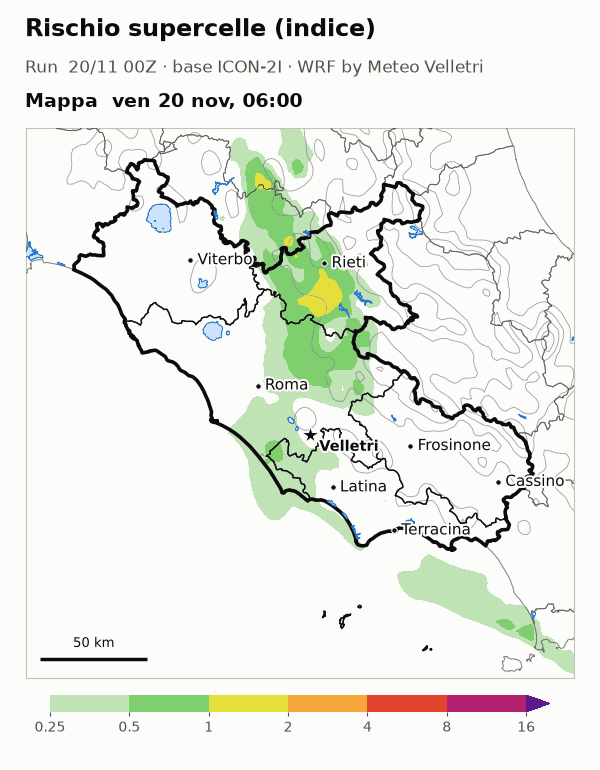 Rischio supercelle (indice)
Run  20/11 00Z · base ICON-2I · WRF by Meteo Velletri
Mappa  ven 20 nov, 06:00
Viterbo
Rieti
Roma
Velletri
Frosinone
Cassino
Latina
Terracina
50 km
0.25 0.5 1 2 4 8 16